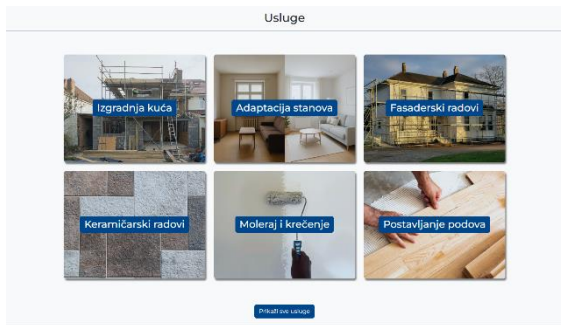 Usluge
Izgradnja kuća
Adaptacija stanova
Fasaderski radovi
Keramičarski radovi
Moleraj i krečenje
Postavljanje podova
Prikaži sve usluge